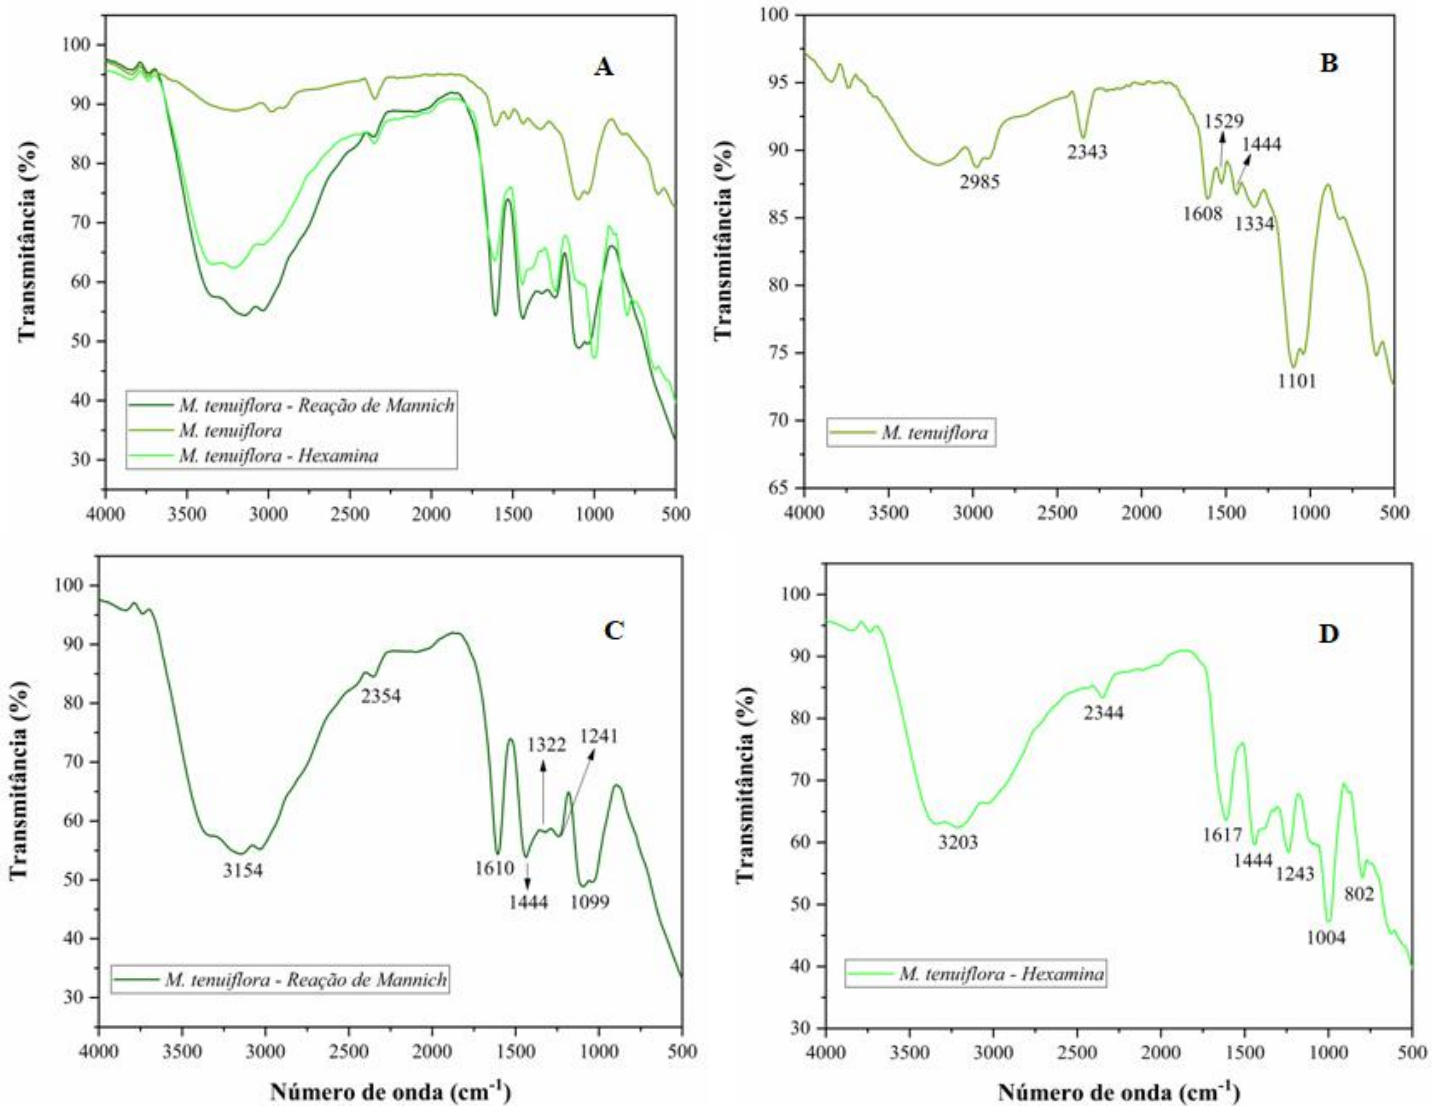 A
Transmitância (%)
100
90
80
70
60
50
40
30
M. tenuiflora - Reação de Mannich
M. tenuiflora
M. tenuiflora - Hexamina
4000 3500 3000 2500 2000 1500 1000 500
B
Transmitância (%)
100
95
90
85
80
75
70
65
2985
2343
1529
1444
1608
1334
1101
M. tenuiflora
4000 3500 3000 2500 2000 1500 1000 500
C
Transmitância (%)
100
90
80
70
60
50
40
30
2354
3154
1322
1241
1610
1444
1099
M. tenuiflora - Reação de Mannich
4000 3500 3000 2500 2000 1500 1000 500
Número de onda (cm⁻¹)
D
Transmitância (%)
100
90
80
70
60
50
40
30
2344
3203
1617
1444
1243
802
1004
M. tenuiflora - Hexamina
4000 3500 3000 2500 2000 1500 1000 500
Número de onda (cm⁻¹)